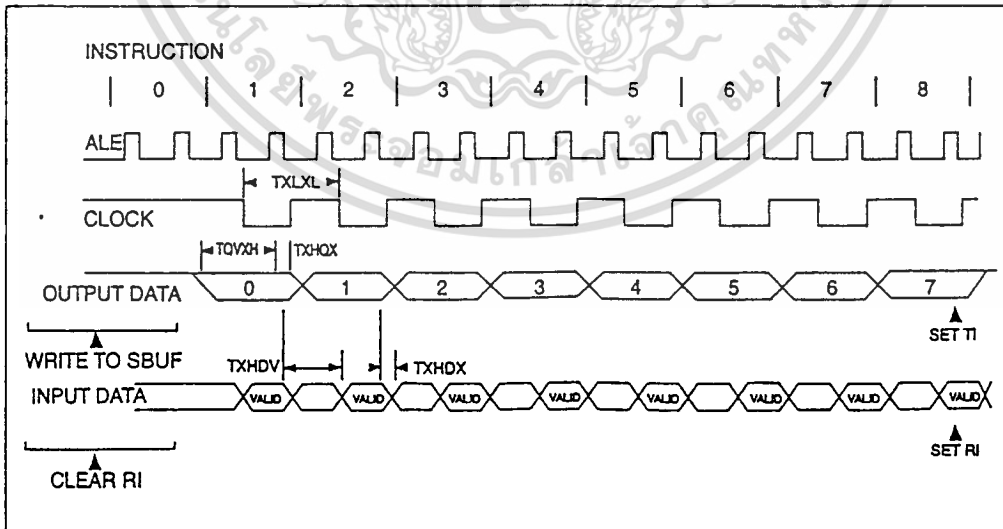 INSTRUCTION
0 1 2 3 4 5 6 7 8
ALE
TXLXL
CLOCK
TQVXH TXHQX
OUTPUT DATA 0 1 2 3 4 5 6 7
SET TI
WRITE TO SBUF
TXHDV TXHDX
INPUT DATA VALID VALID VALID VALID VALID VALID VALID VALID
SET RI
CLEAR RI